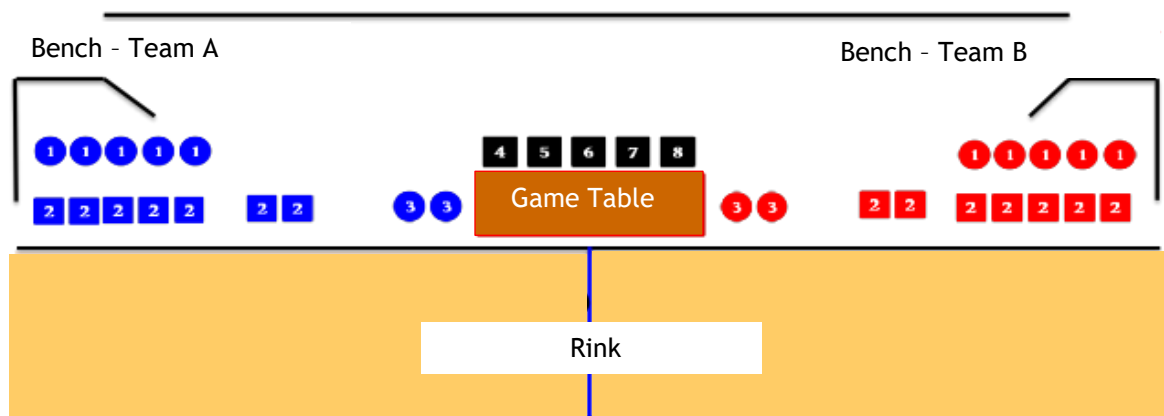 Bench – Team A
Bench – Team B
1 1 1 1 1
4 5 6 7 8
1 1 1 1 1
2 2 2 2 2
2 2
3 3
Game Table
3 3
2 2
2 2 2 2 2
Rink